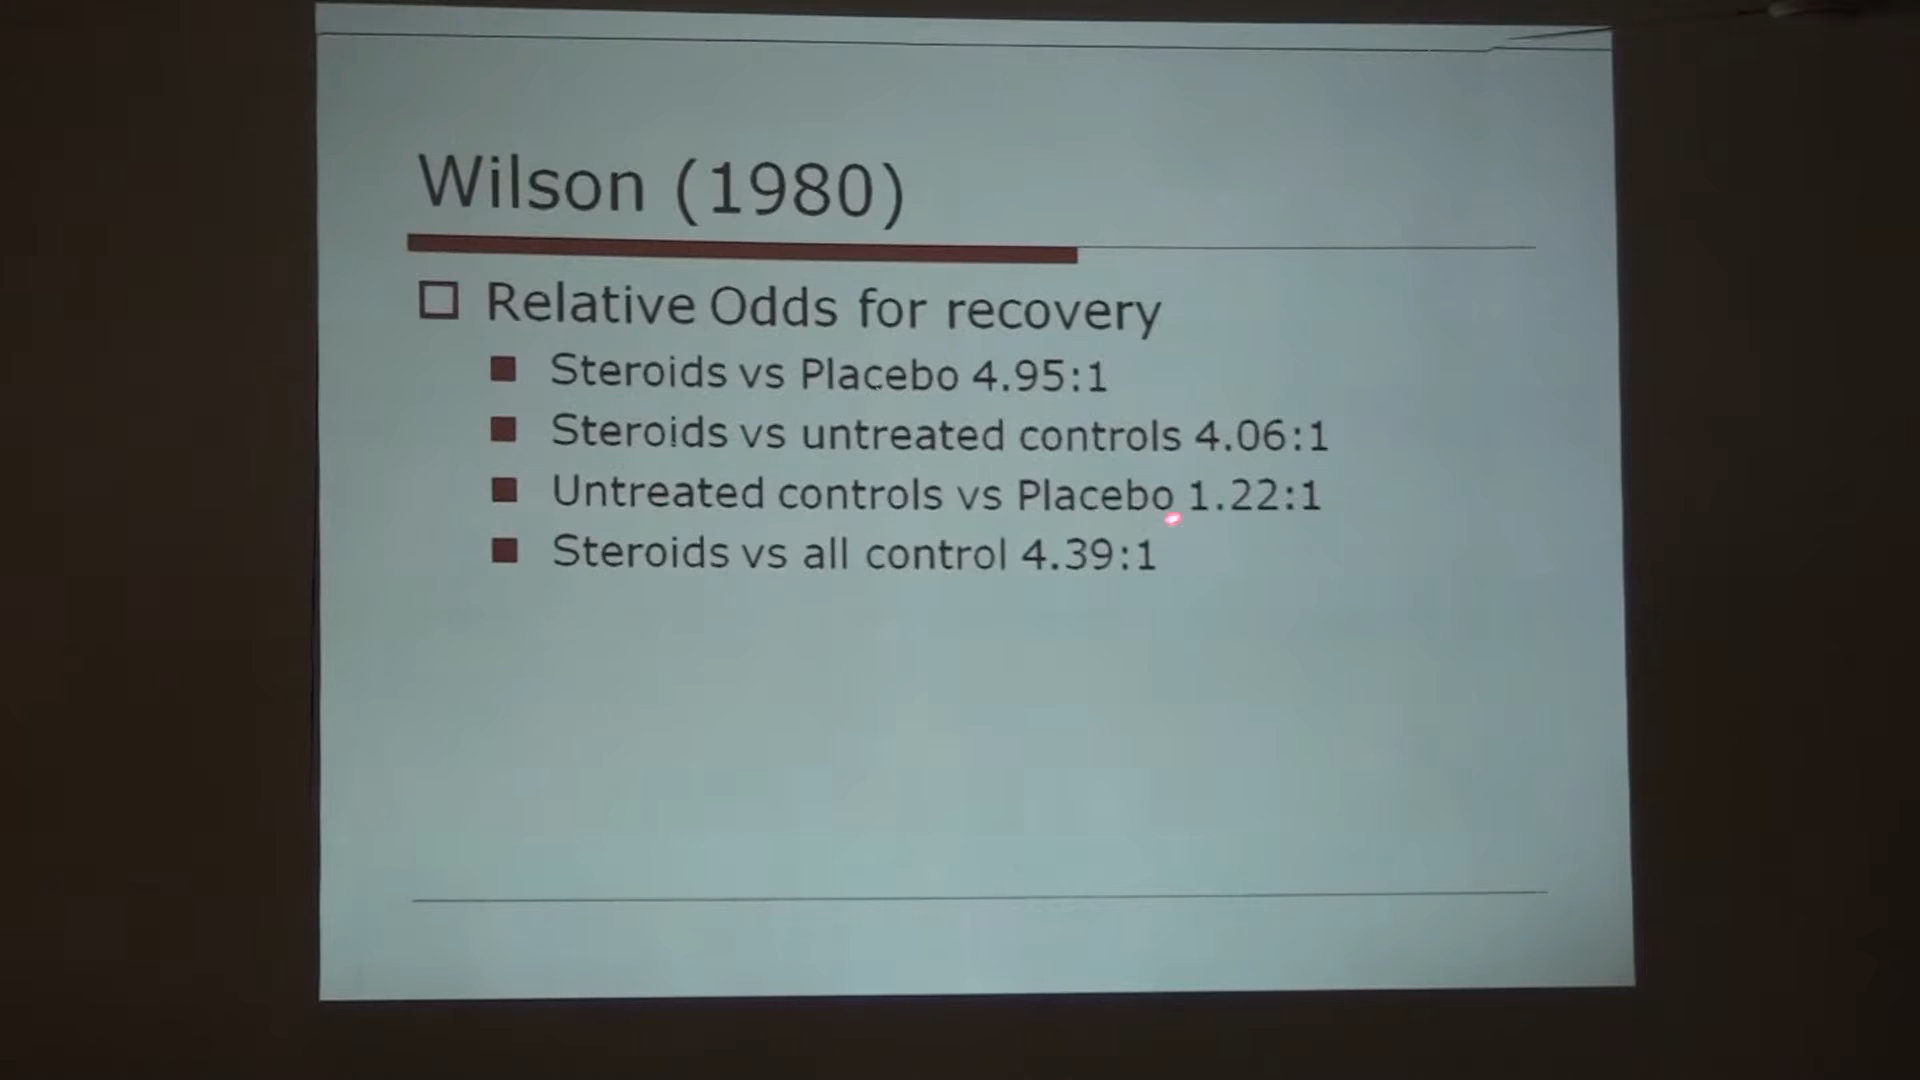 Wilson (1980)
Relative Odds for recovery
Steroids vs Placebo 4.95:1
Steroids vs untreated controls 4.06:1
Untreated controls vs Placebo 1.22:1
Steroids vs all control 4.39:1